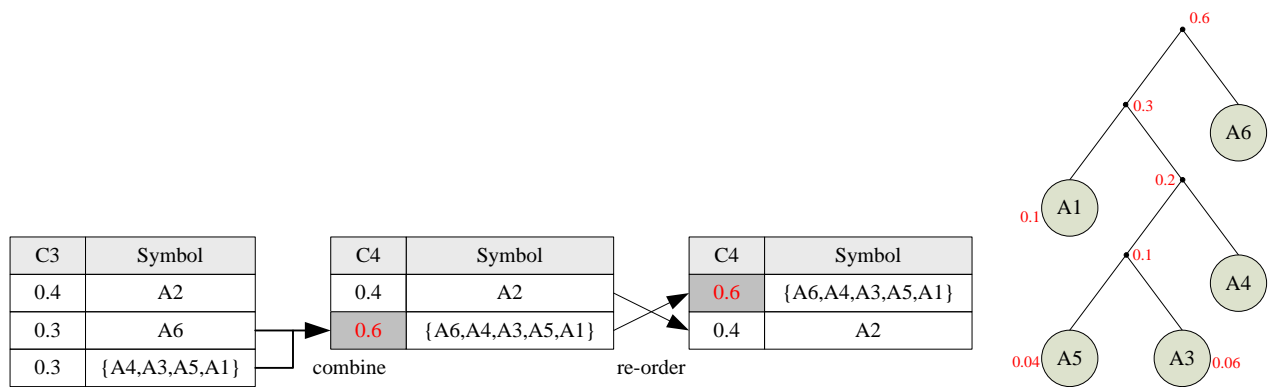 C3 Symbol
0.4 A2
0.3 A6
0.3 {A4,A3,A5,A1}
combine
C4 Symbol
0.4 A2
0.6 {A6,A4,A3,A5,A1}
re-order
C4 Symbol
0.6 {A6,A4,A3,A5,A1}
0.4 A2
0.6
0.3
A6
0.2
0.1 A1
0.1
A4
0.04 A5 A3 0.06